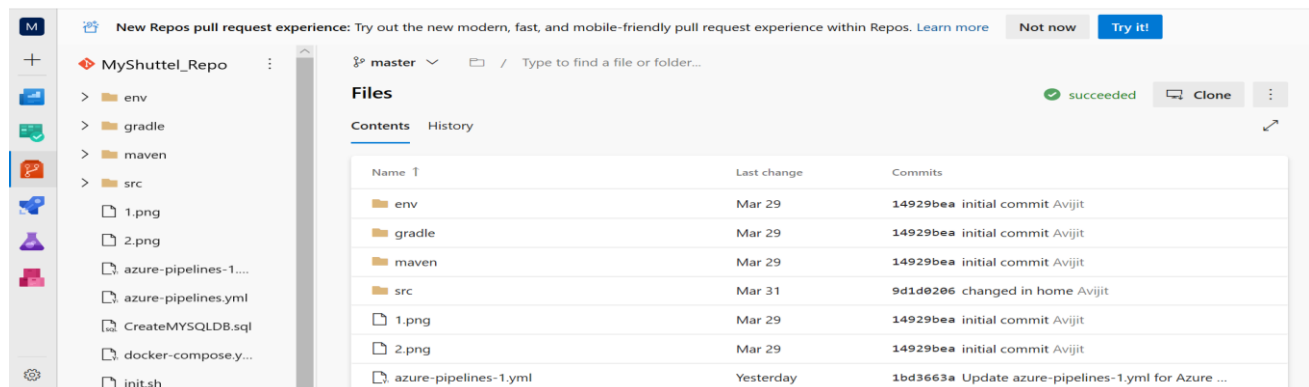 M
New Repos pull request experience: Try out the new modern, fast, and mobile-friendly pull request experience within Repos. Learn more Not now Try it!
MyShuttel_Repo
env
gradle
maven
src
1.png
2.png
azure-pipelines-1....
azure-pipelines.yml
CreateMYSQLDB.sql
docker-compose.y...
init.sh
master / Type to find a file or folder...
Files
succeeded Clone
Contents History
Name ↑ Last change Commits
env Mar 29 14929bea initial commit Avijit
gradle Mar 29 14929bea initial commit Avijit
maven Mar 29 14929bea initial commit Avijit
src Mar 31 9d1d0206 changed in home Avijit
1.png Mar 29 14929bea initial commit Avijit
2.png Mar 29 14929bea initial commit Avijit
azure-pipelines-1.yml Yesterday 1bd3663a Update azure-pipelines-1.yml for Azure ...